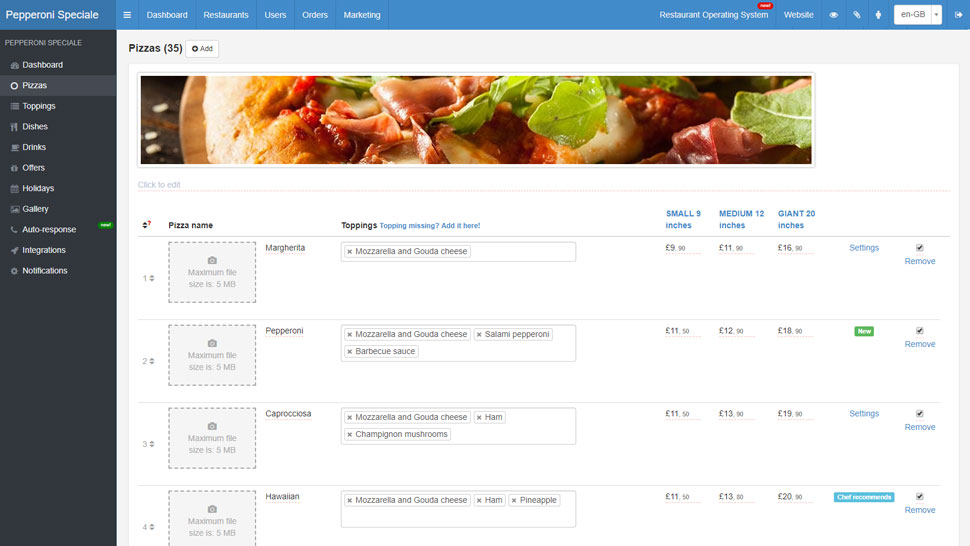 Pepperoni Speciale
Dashboard Restaurants Users Orders Marketing
new!
Restaurant Operating System Website en-GB
PEPPERONI SPECIALE
Dashboard
Pizzas
Toppings
Dishes
Drinks
Offers
Holidays
Gallery
Auto-response new!
Integrations
Notifications
Pizzas (35) Add
Click to edit
? Pizza name Toppings Topping missing? Add it here! SMALL 9 inches MEDIUM 12 inches GIANT 20 inches
1 Maximum file size is: 5 MB Margherita × Mozzarella and Gouda cheese £9. 90 £11. 90 £16. 90 Settings Remove
2 Maximum file size is: 5 MB Pepperoni × Mozzarella and Gouda cheese × Salami pepperoni £11. 50 £12. 90 £18. 90 New
× Barbecue sauce Remove
3 Maximum file size is: 5 MB Caprocciosa × Mozzarella and Gouda cheese × Ham £11. 50 £13. 90 £19. 90 Settings
× Champignon mushrooms Remove
4 Maximum file size is: 5 MB Hawaiian × Mozzarella and Gouda cheese × Ham × Pineapple £11. 50 £13. 80 £20. 90 Chef recommends Remove